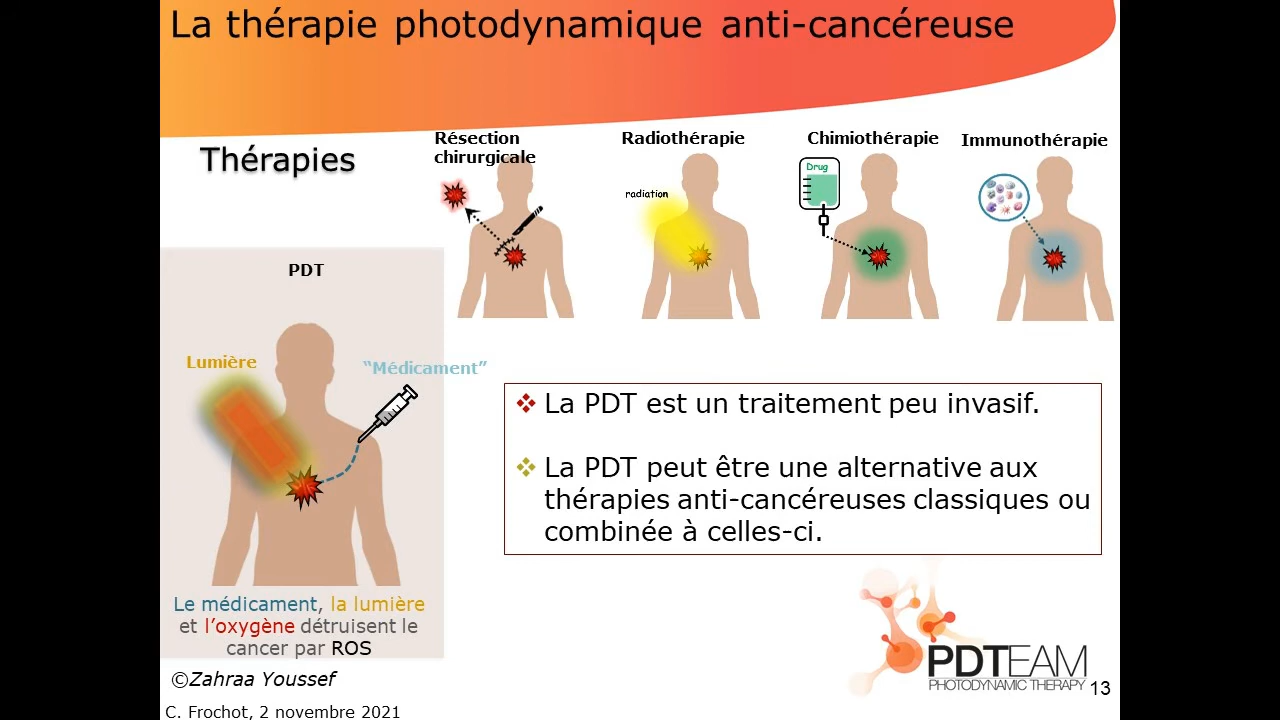 La thérapie photodynamique anti-cancéreuse
Thérapies
Résection
chirurgicale
Radiothérapie
radiation
Chimiothérapie
Drug
Immunothérapie
PDT
Lumière
“Médicament”
Le médicament, la lumière
et l’oxygène détruisent le
cancer par ROS
❖ La PDT est un traitement peu invasif.
❖ La PDT peut être une alternative aux
thérapies anti-cancéreuses classiques ou
combinée à celles-ci.
PDTEAM
PHOTODYNAMIC THERAPY
13
©Zahraa Youssef
C. Frochot, 2 novembre 2021